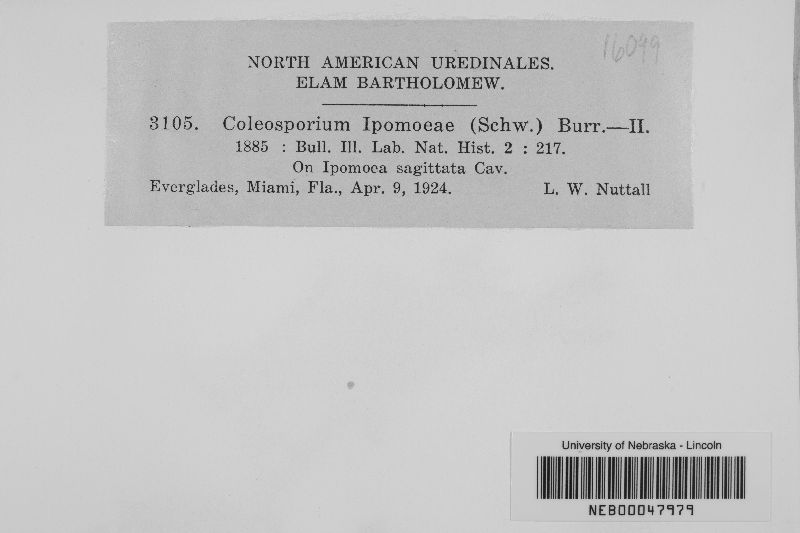 16099
NORTH AMERICAN UREDINALES.
ELAM BARTHOLOMEW.
3105. Coleosporium Ipomoeae (Schw.) Burr.—II.
1885 : Bull. Ill. Lab. Nat. Hist. 2 : 217.
On Ipomoea sagittata Cav.
Everglades, Miami, Fla., Apr. 9, 1924. L. W. Nuttall
University of Nebraska - Lincoln
NEB00047979